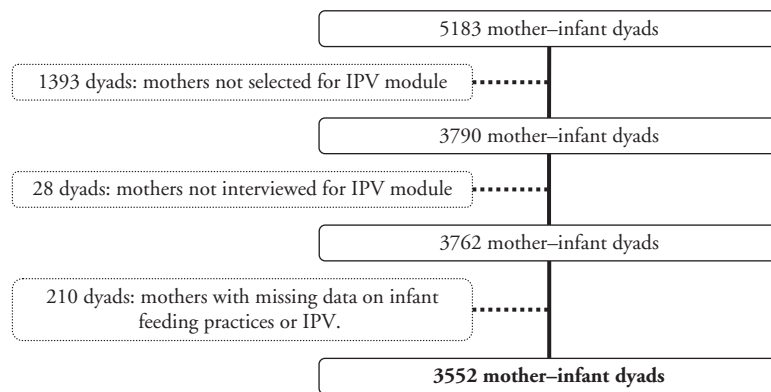 5183 mother–infant dyads
1393 dyads: mothers not selected for IPV module
3790 mother–infant dyads
28 dyads: mothers not interviewed for IPV module
3762 mother–infant dyads
210 dyads: mothers with missing data on infant
feeding practices or IPV.
3552 mother–infant dyads